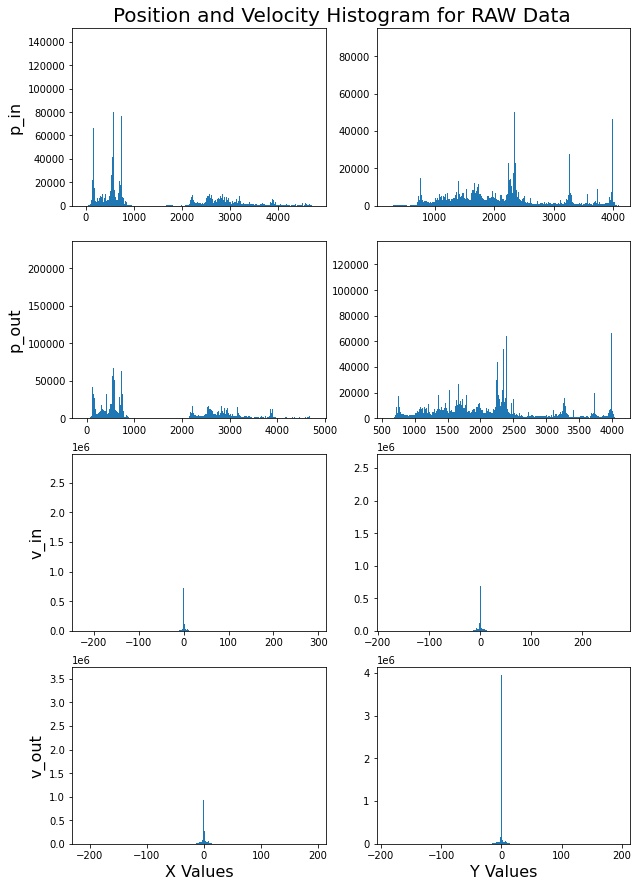 Position and Velocity Histogram for RAW Data
p_in
140000
120000
100000
80000
60000
40000
20000
0
0 1000 2000 3000 4000
80000
60000
40000
20000
0
1000 2000 3000 4000
p_out
200000
150000
100000
50000
0
0 1000 2000 3000 4000 5000
120000
100000
80000
60000
40000
20000
0
500 1000 1500 2000 2500 3000 3500 4000
v_in
1e6
2.5
2.0
1.5
1.0
0.5
0.0
−200 −100 0 100 200 300
1e6
2.5
2.0
1.5
1.0
0.5
0.0
−200 −100 0 100 200
v_out
1e6
3.5
3.0
2.5
2.0
1.5
1.0
0.5
0.0
−200 −100 0 100 200
X Values
1e6
4
3
2
1
0
−200 −100 0 100 200
Y Values